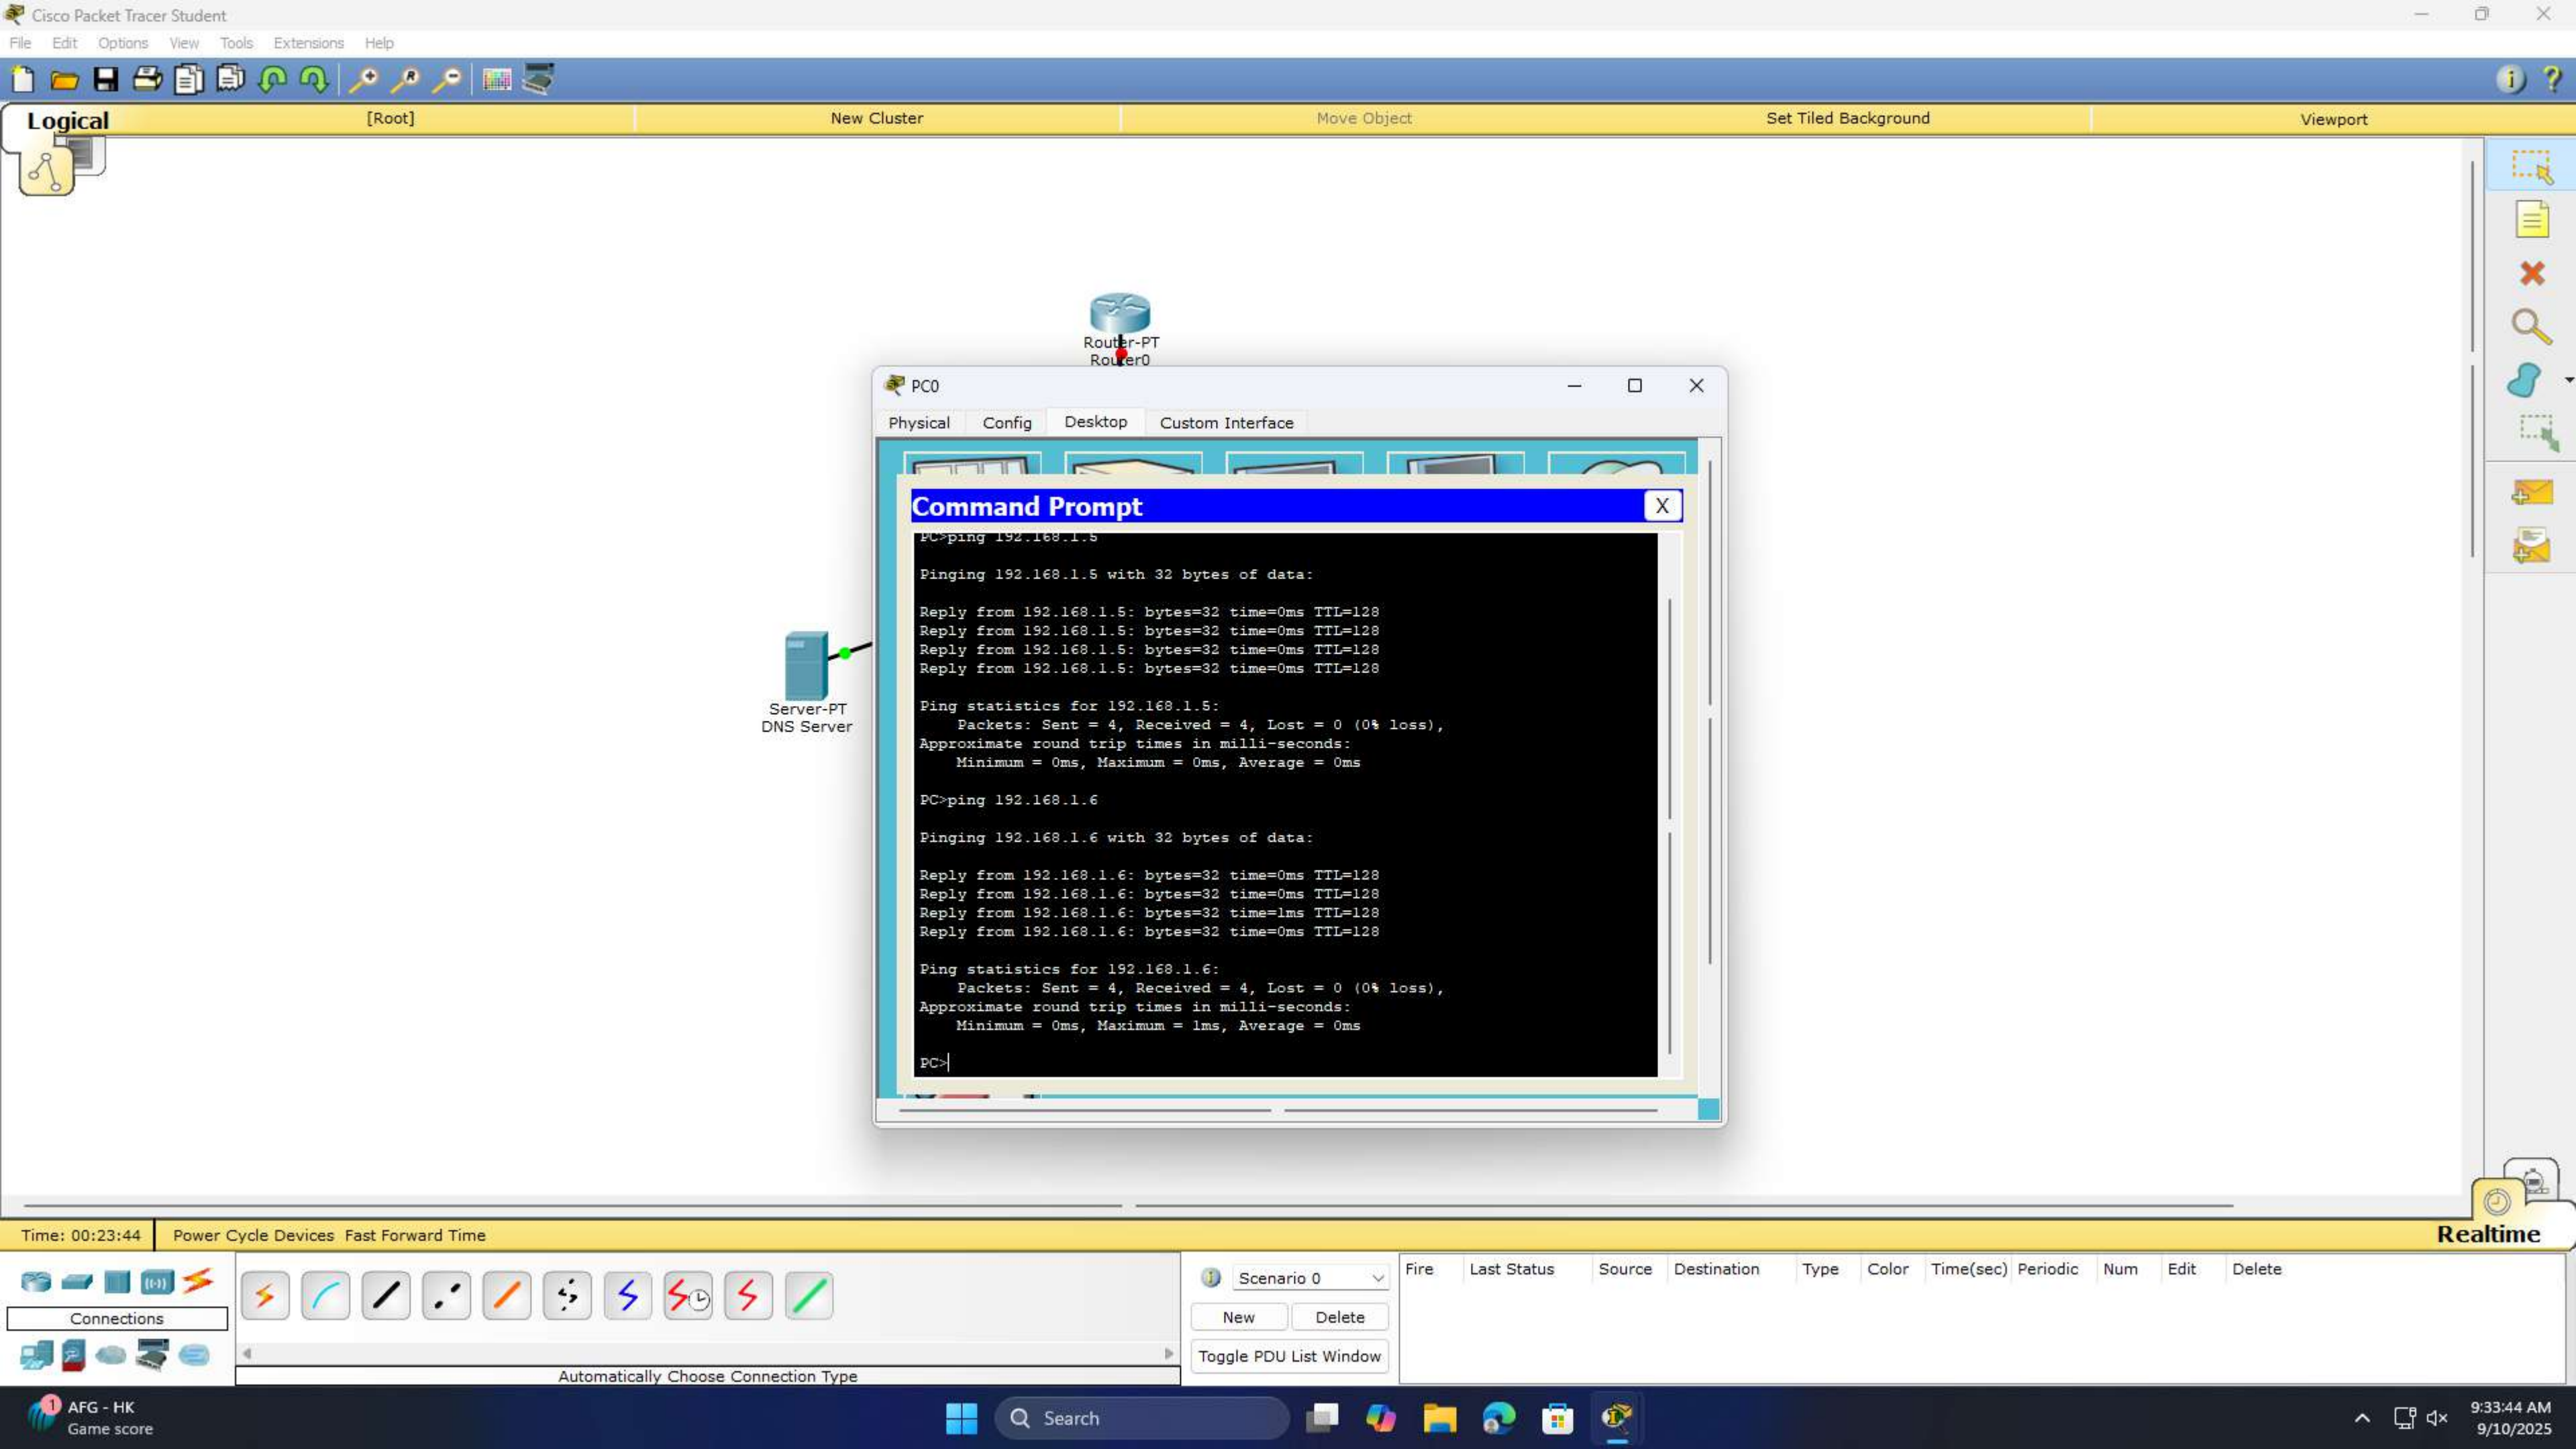 Cisco Packet Tracer Student
File Edit Options View Tools Extensions Help
Logical [Root] New Cluster Move Object Set Tiled Background Viewport
Router-PT
Router0
PC0
Physical Config Desktop Custom Interface
Command Prompt X
PC>ping 192.168.1.5
Pinging 192.168.1.5 with 32 bytes of data:
Reply from 192.168.1.5: bytes=32 time=0ms TTL=128
Reply from 192.168.1.5: bytes=32 time=0ms TTL=128
Reply from 192.168.1.5: bytes=32 time=0ms TTL=128
Reply from 192.168.1.5: bytes=32 time=0ms TTL=128
Ping statistics for 192.168.1.5:
Packets: Sent = 4, Received = 4, Lost = 0 (0% loss),
Approximate round trip times in milli-seconds:
Minimum = 0ms, Maximum = 0ms, Average = 0ms
PC>ping 192.168.1.6
Pinging 192.168.1.6 with 32 bytes of data:
Reply from 192.168.1.6: bytes=32 time=0ms TTL=128
Reply from 192.168.1.6: bytes=32 time=0ms TTL=128
Reply from 192.168.1.6: bytes=32 time=1ms TTL=128
Reply from 192.168.1.6: bytes=32 time=0ms TTL=128
Ping statistics for 192.168.1.6:
Packets: Sent = 4, Received = 4, Lost = 0 (0% loss),
Approximate round trip times in milli-seconds:
Minimum = 0ms, Maximum = 1ms, Average = 0ms
PC>
Server-PT
DNS Server
Time: 00:23:44 Power Cycle Devices Fast Forward Time Realtime
Connections
Automatically Choose Connection Type
Scenario 0
New Delete
Toggle PDU List Window
Fire Last Status Source Destination Type Color Time(sec) Periodic Num Edit Delete
1 AFG - HK
Game score
Search
9:33:44 AM
9/10/2025